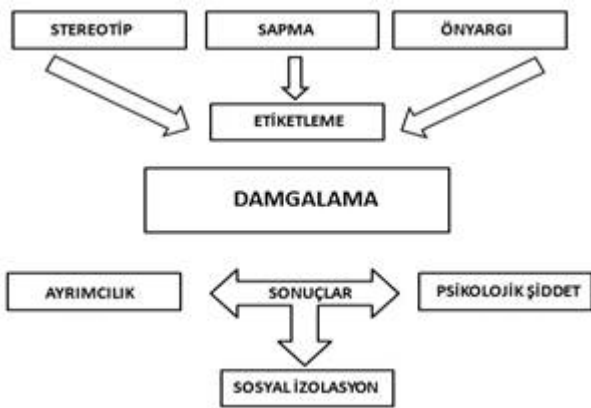 STEREOTİP
SAPMA
ÖNYARGI
ETİKETLEME
DAMGALAMA
AYRIMCILIK
SONUÇLAR
PSİKOLOJİK ŞİDDET
SOSYAL İZOLASYON